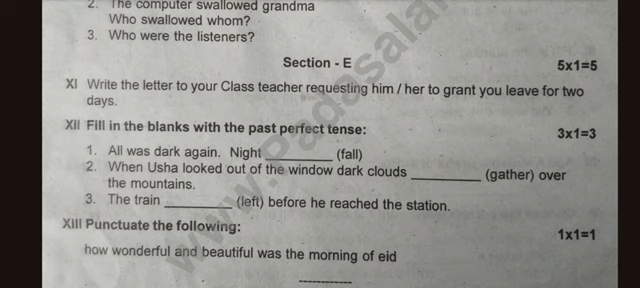 2. The computer swallowed grandma
Who swallowed whom?
3. Who were the listeners?
Section - E 5x1=5
XI Write the letter to your Class teacher requesting him / her to grant you leave for two
days.
XII Fill in the blanks with the past perfect tense: 3x1=3
1. All was dark again. Night __________ (fall)
2. When Usha looked out of the window dark clouds __________ (gather) over
the mountains.
3. The train __________ (left) before he reached the station.
XIII Punctuate the following: 1x1=1
how wonderful and beautiful was the morning of eid
www.Padasalai